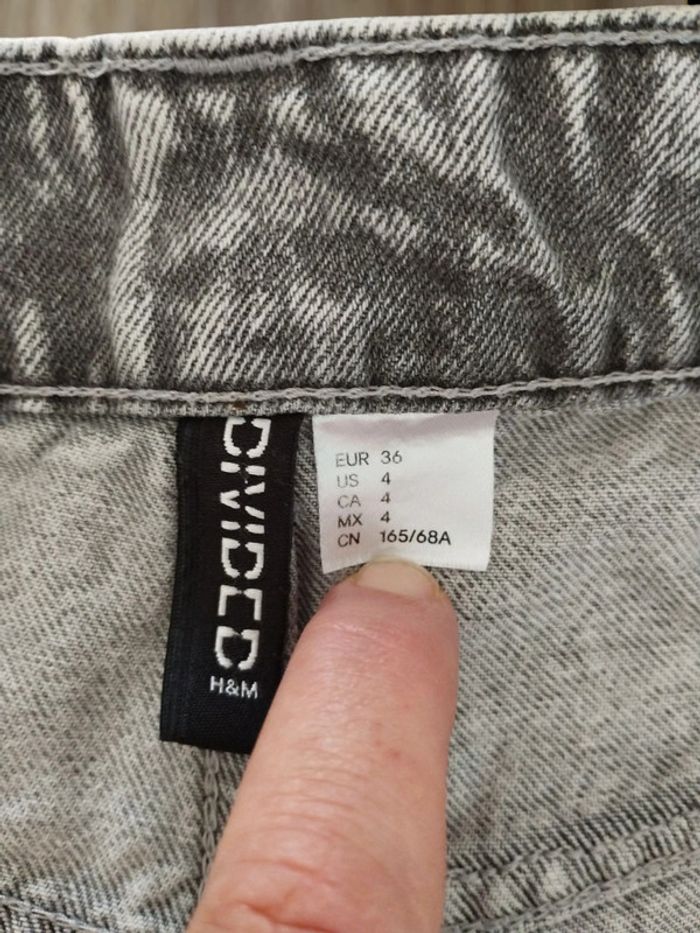 DIVIDED
H&M
EUR 36
US 4
CA 4
MX 4
CN 165/68A